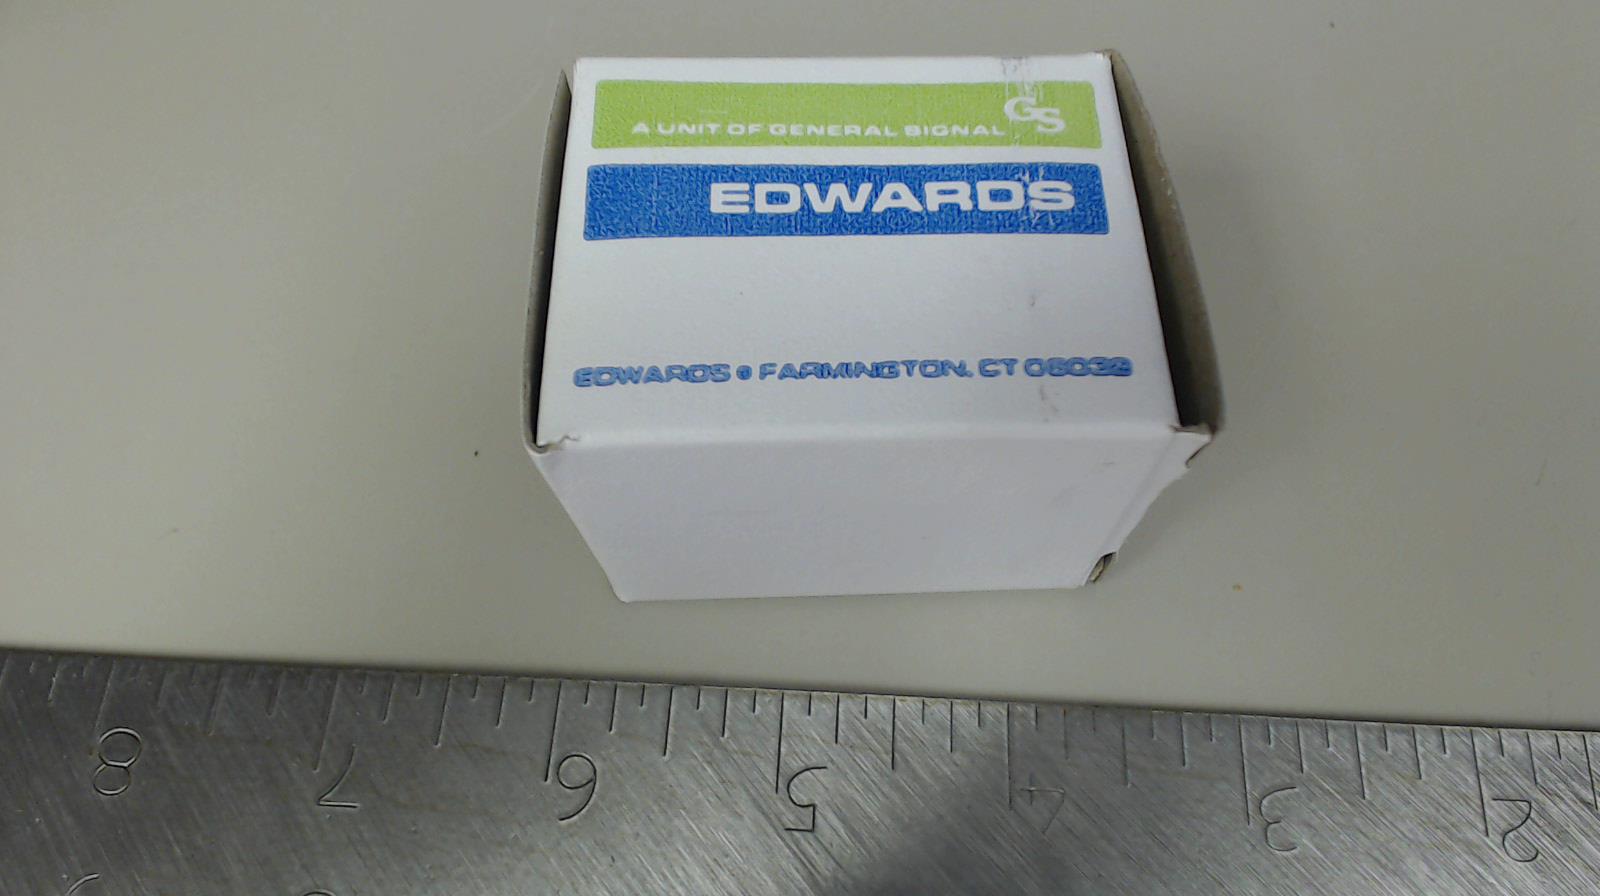 A UNIT OF GENERAL SIGNAL GS
EDWARDS
EDWARDS • FARMINGTON, CT 06032
8 7 6 5 4 3 2